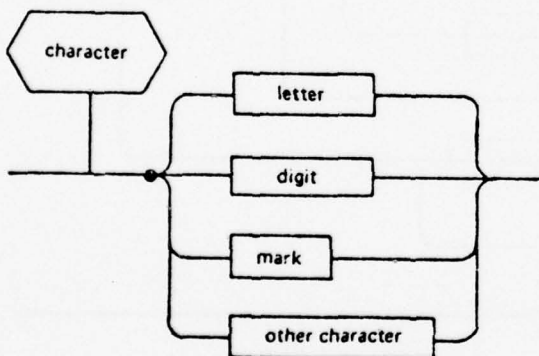 character
letter
digit
mark
other character